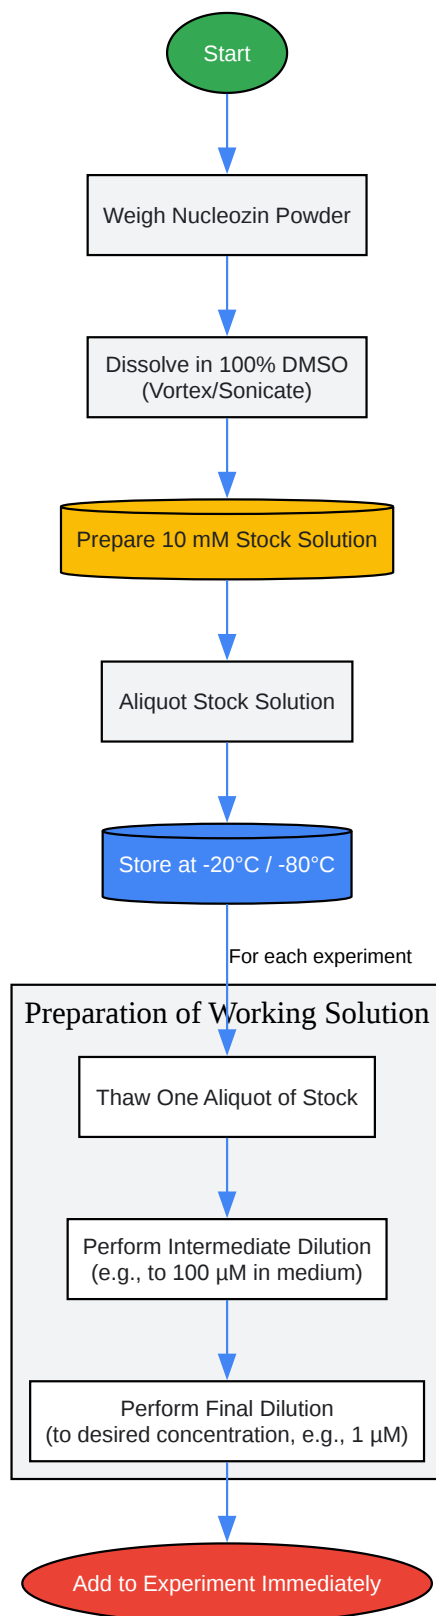 Start
Weigh Nucleozin Powder
Dissolve in 100% DMSO
(Vortex/Sonicate)
Prepare 10 mM Stock Solution
Aliquot Stock Solution
Store at -20°C / -80°C
For each experiment
Preparation of Working Solution
Thaw One Aliquot of Stock
Perform Intermediate Dilution
(e.g., to 100 µM in medium)
Perform Final Dilution
(to desired concentration, e.g., 1 µM)
Add to Experiment Immediately